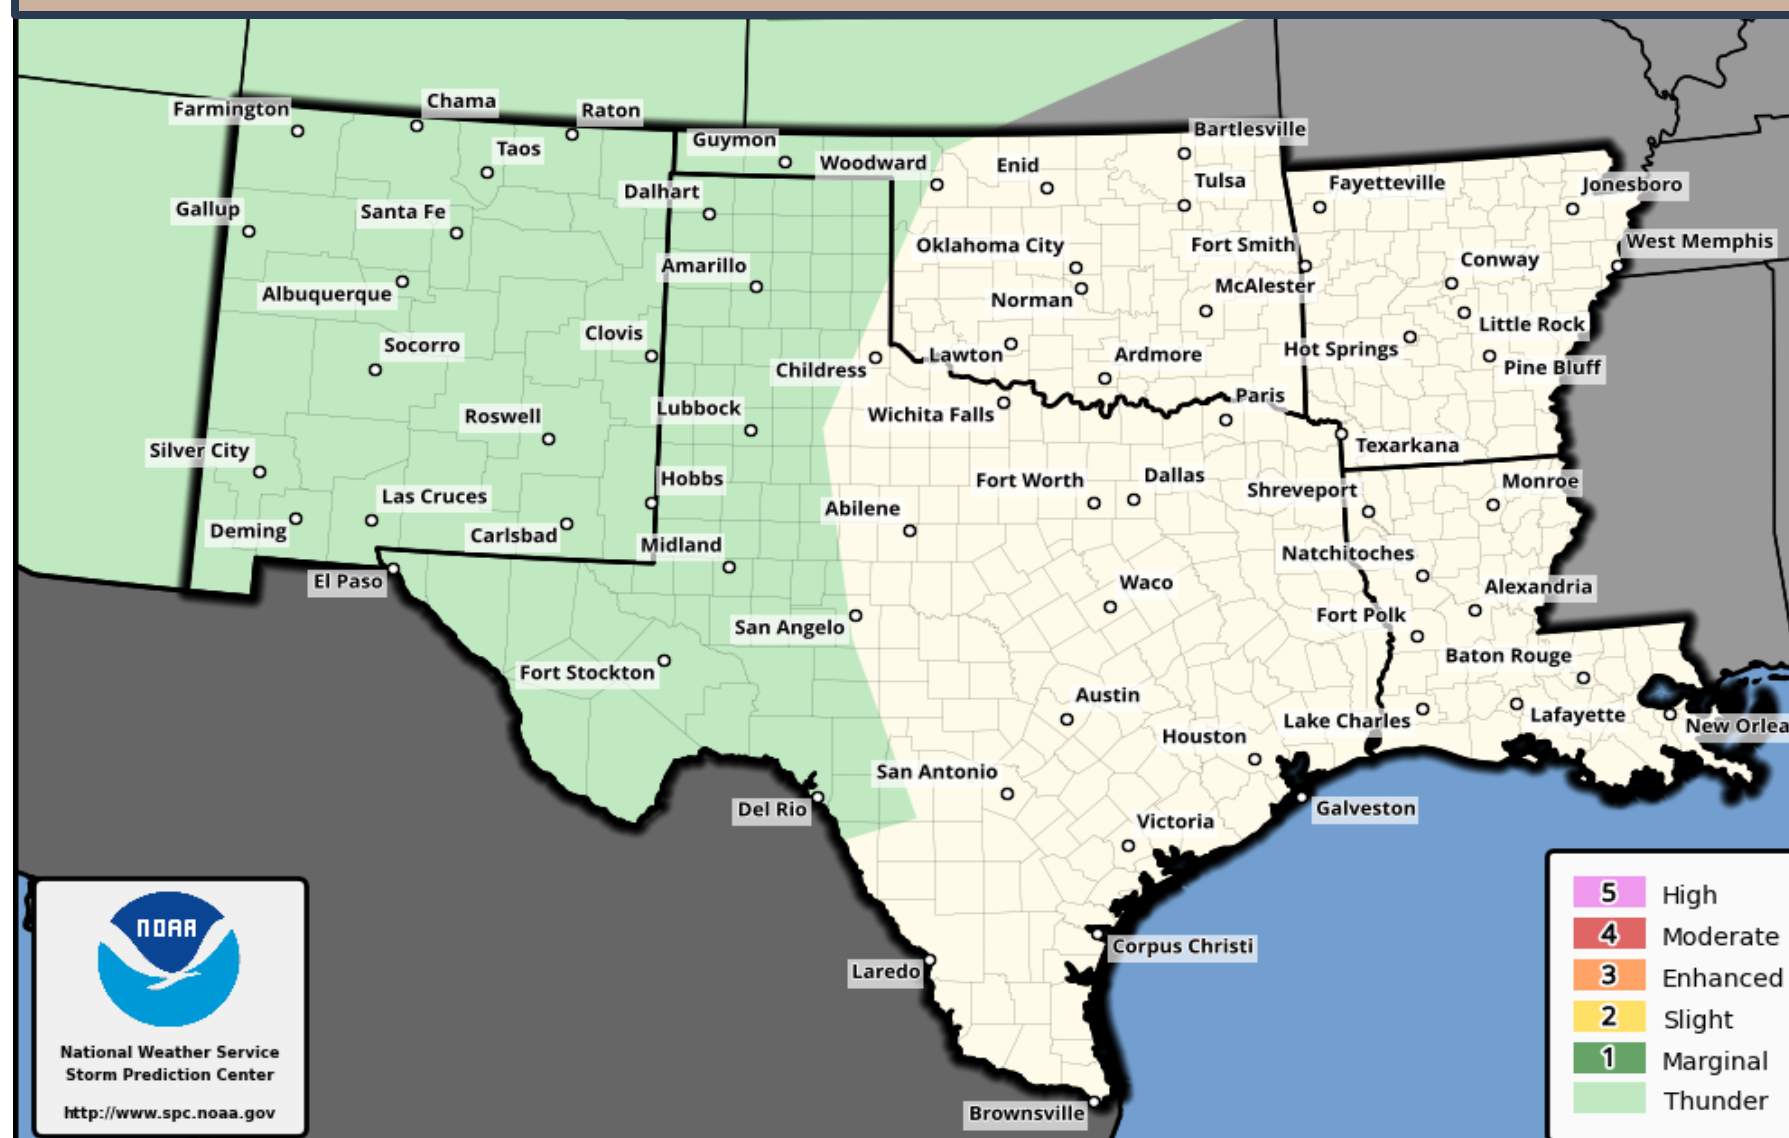 Farmington
Chama
Raton
Guymon
Bartlesville
Taos
Woodward
Enid
Tulsa
Fayetteville
Jonesboro
Dalhart
Gallup
Santa Fe
Oklahoma City
Fort Smith
West Memphis
Amarillo
Conway
McAlester
Albuquerque
Norman
Little Rock
Clovis
Socorro
Hot Springs
Lawton
Ardmore
Pine Bluff
Childress
Paris
Lubbock
Roswell
Wichita Falls
Silver City
Texarkana
Hobbs
Dallas
Fort Worth
Monroe
Shreveport
Las Cruces
Abilene
Deming
Carlsbad
Midland
Natchitoches
El Paso
Waco
Alexandria
San Angelo
Fort Polk
Baton Rouge
Fort Stockton
Austin
Lake Charles
Lafayette
New Orlea
Houston
San Antonio
Del Rio
Galveston
Victoria
Corpus Christi
Laredo
Brownsville
NOAA
National Weather Service
Storm Prediction Center
http://www.spc.noaa.gov
5 High
4 Moderate
3 Enhanced
2 Slight
1 Marginal
Thunder